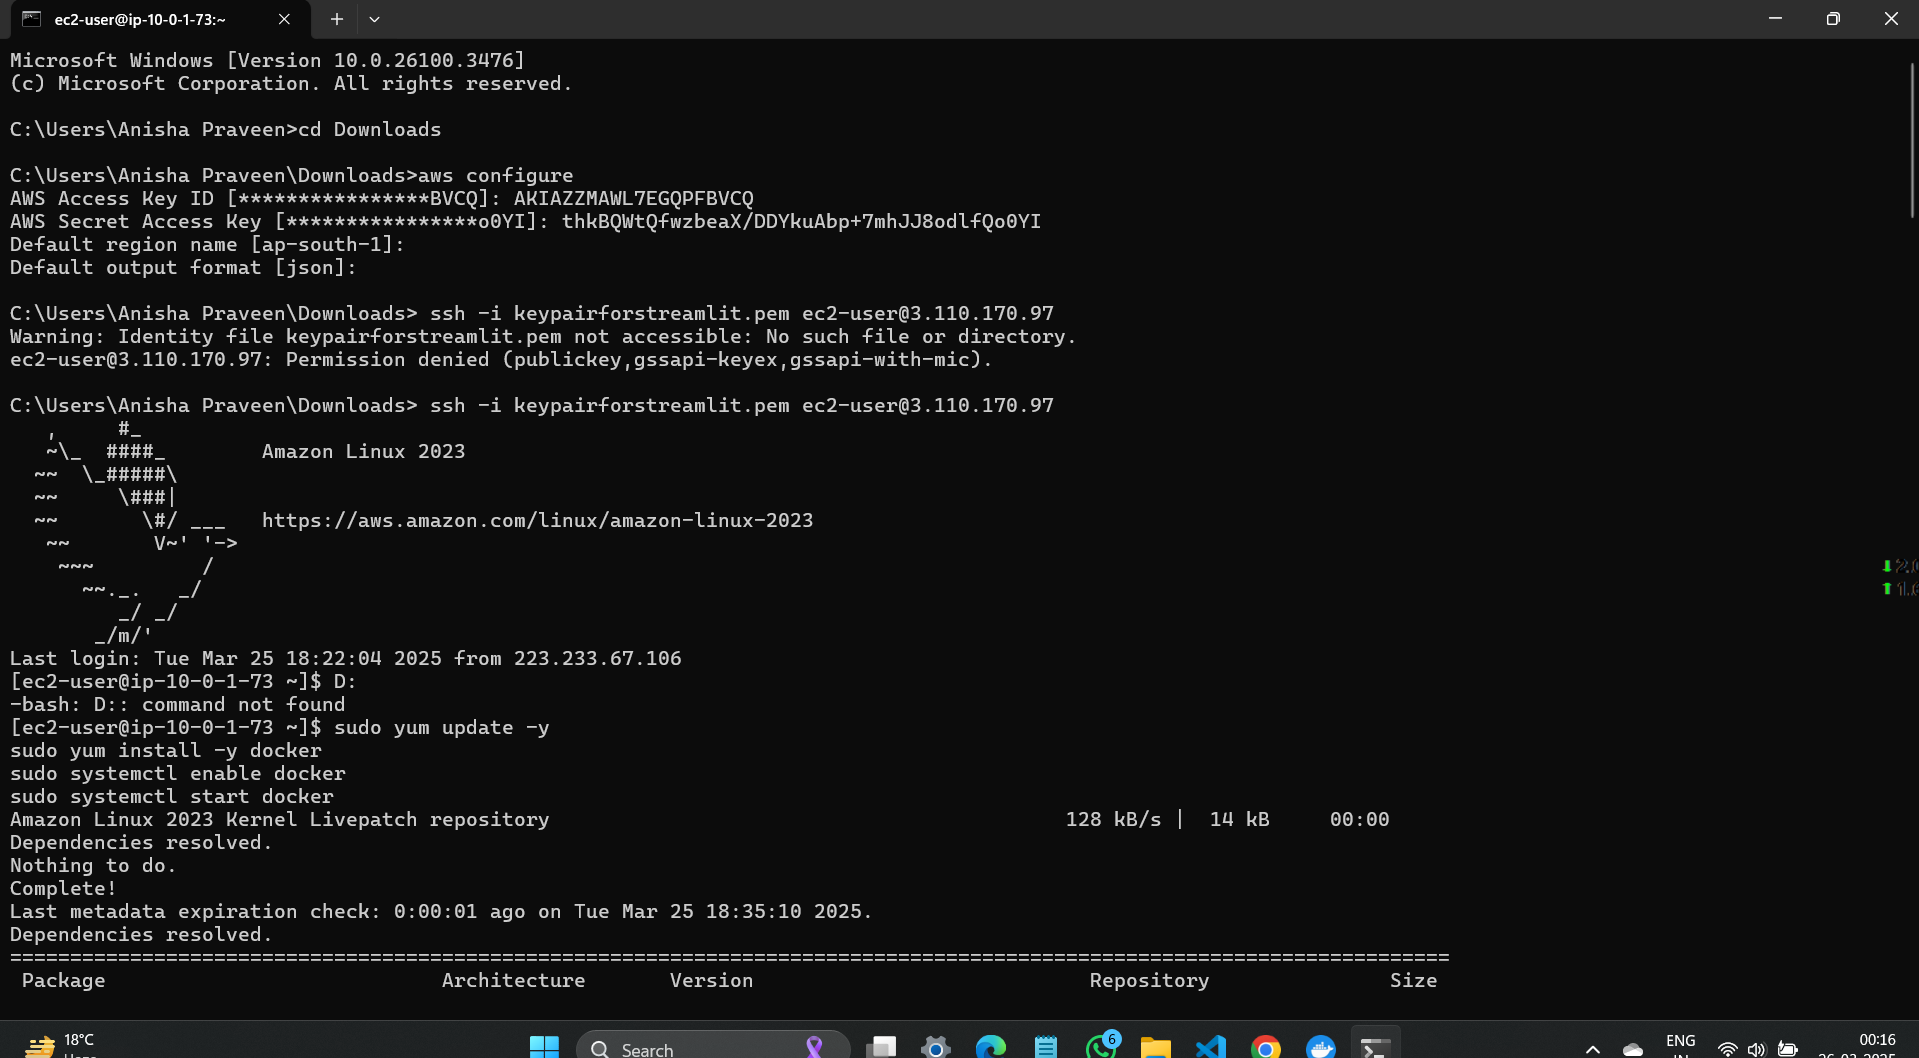 ec2-user@ip-10-0-1-73:~
Microsoft Windows [Version 10.0.26100.3476]
(c) Microsoft Corporation. All rights reserved.
C:\Users\Anisha Praveen>cd Downloads
C:\Users\Anisha Praveen\Downloads>aws configure
AWS Access Key ID [****************BVCQ]: AKIAZZMAWL7EGQPFBVCQ
AWS Secret Access Key [****************o0YI]: 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
Default region name [ap-south-1]:
Default output format [json]:
C:\Users\Anisha Praveen\Downloads> ssh -i keypairforstreamlit.pem ec2-user@3.110.170.97
Warning: Identity file keypairforstreamlit.pem not accessible: No such file or directory.
ec2-user@3.110.170.97: Permission denied (publickey,gssapi-keyex,gssapi-with-mic).
C:\Users\Anisha Praveen\Downloads> ssh -i keypairforstreamlit.pem ec2-user@3.110.170.97
   ,     #_
   ~\_  ####_        Amazon Linux 2023
  ~~  \_#####\
  ~~     \###|
  ~~       \#/ ___   https://aws.amazon.com/linux/amazon-linux-2023
   ~~       V~' '->
    ~~~         /
      ~~._.   _/
         _/ _/
       _/m/'
Last login: Tue Mar 25 18:22:04 2025 from 223.233.67.106
[ec2-user@ip-10-0-1-73 ~]$ D:
-bash: D:: command not found
[ec2-user@ip-10-0-1-73 ~]$ sudo yum update -y
sudo yum install -y docker
sudo systemctl enable docker
sudo systemctl start docker
Amazon Linux 2023 Kernel Livepatch repository 128 kB/s | 14 kB 00:00
Dependencies resolved.
Nothing to do.
Complete!
Last metadata expiration check: 0:00:01 ago on Tue Mar 25 18:35:10 2025.
Dependencies resolved.
========================================================================================================================
Package Architecture Version Repository Size
18°C
Search
6
ENG
00:16